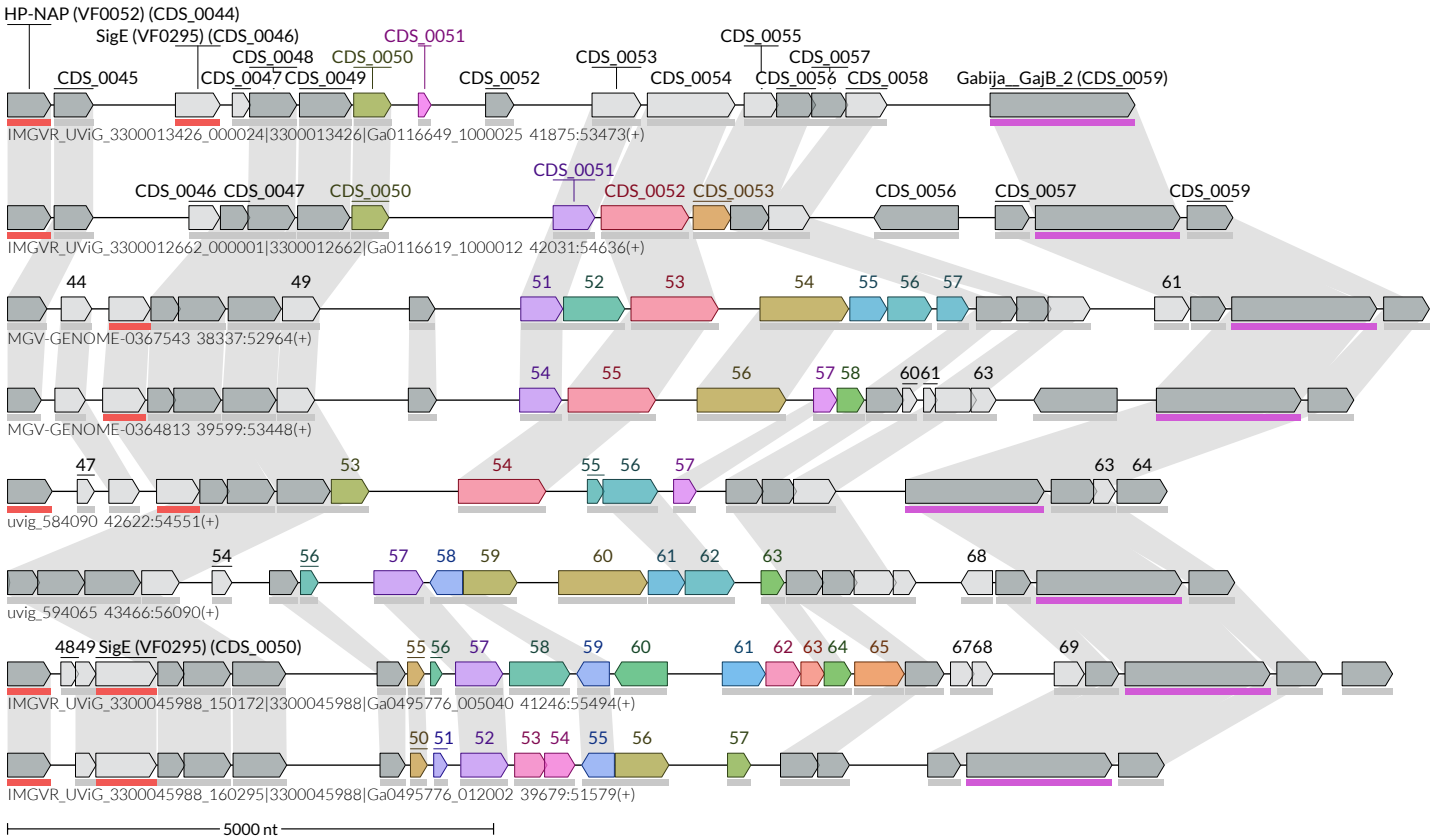 HP-NAP (VF0052) (CDS_0044)
SigE (VF0295) (CDS_0046) CDS_0051 CDS_0055
CDS_0048 CDS_0050 CDS_0053 CDS_0057
CDS_0045 CDS_0047 CDS_0049 CDS_0052 CDS_0054 CDS_0056 CDS_0058 Gabija__GajB_2 (CDS_0059)
IMGVR_UViG_3300013426_000024|3300013426|Ga0116649_1000025 41875:53473(+)
CDS_0051
CDS_0046 CDS_0047 CDS_0050 CDS_0052 CDS_0053 CDS_0056 CDS_0057 CDS_0059
IMGVR_UViG_3300012662_000001|3300012662|Ga0116619_1000012 42031:54636(+)
44 49 51 52 53 54 55 56 57 61
MGV-GENOME-0367543 38337:52964(+)
54 55 56 57 58 60 61 63
MGV-GENOME-0364813 39599:53448(+)
47 53 54 55 56 57 63 64
uvig_584090 42622:54551(+)
54 56 57 58 59 60 61 62 63 68
uvig_594065 43466:56090(+)
48 49 SigE (VF0295) (CDS_0050) 55 56 57 58 59 60 61 62 63 64 65 67 68 69
IMGVR_UViG_3300045988_150172|3300045988|Ga0495776_005040 41246:55494(+)
50 51 52 53 54 55 56 57
IMGVR_UViG_3300045988_160295|3300045988|Ga0495776_012002 39679:51579(+)
5000 nt